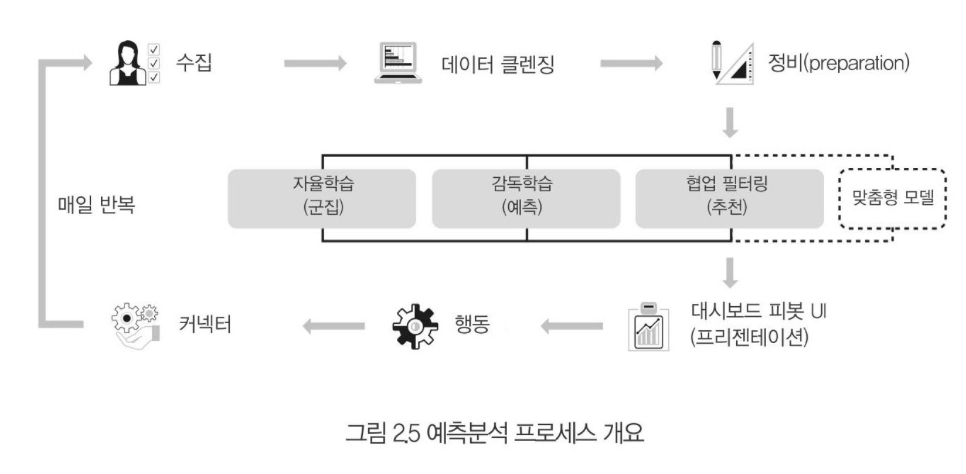 수집
데이터 클렌징
정비(preparation)
매일 반복
자율학습
(군집)
감독학습
(예측)
협업 필터링
(추천)
맞춤형 모델
커넥터
행동
대시보드 피봇 UI
(프리젠테이션)
그림 2.5 예측분석 프로세스 개요